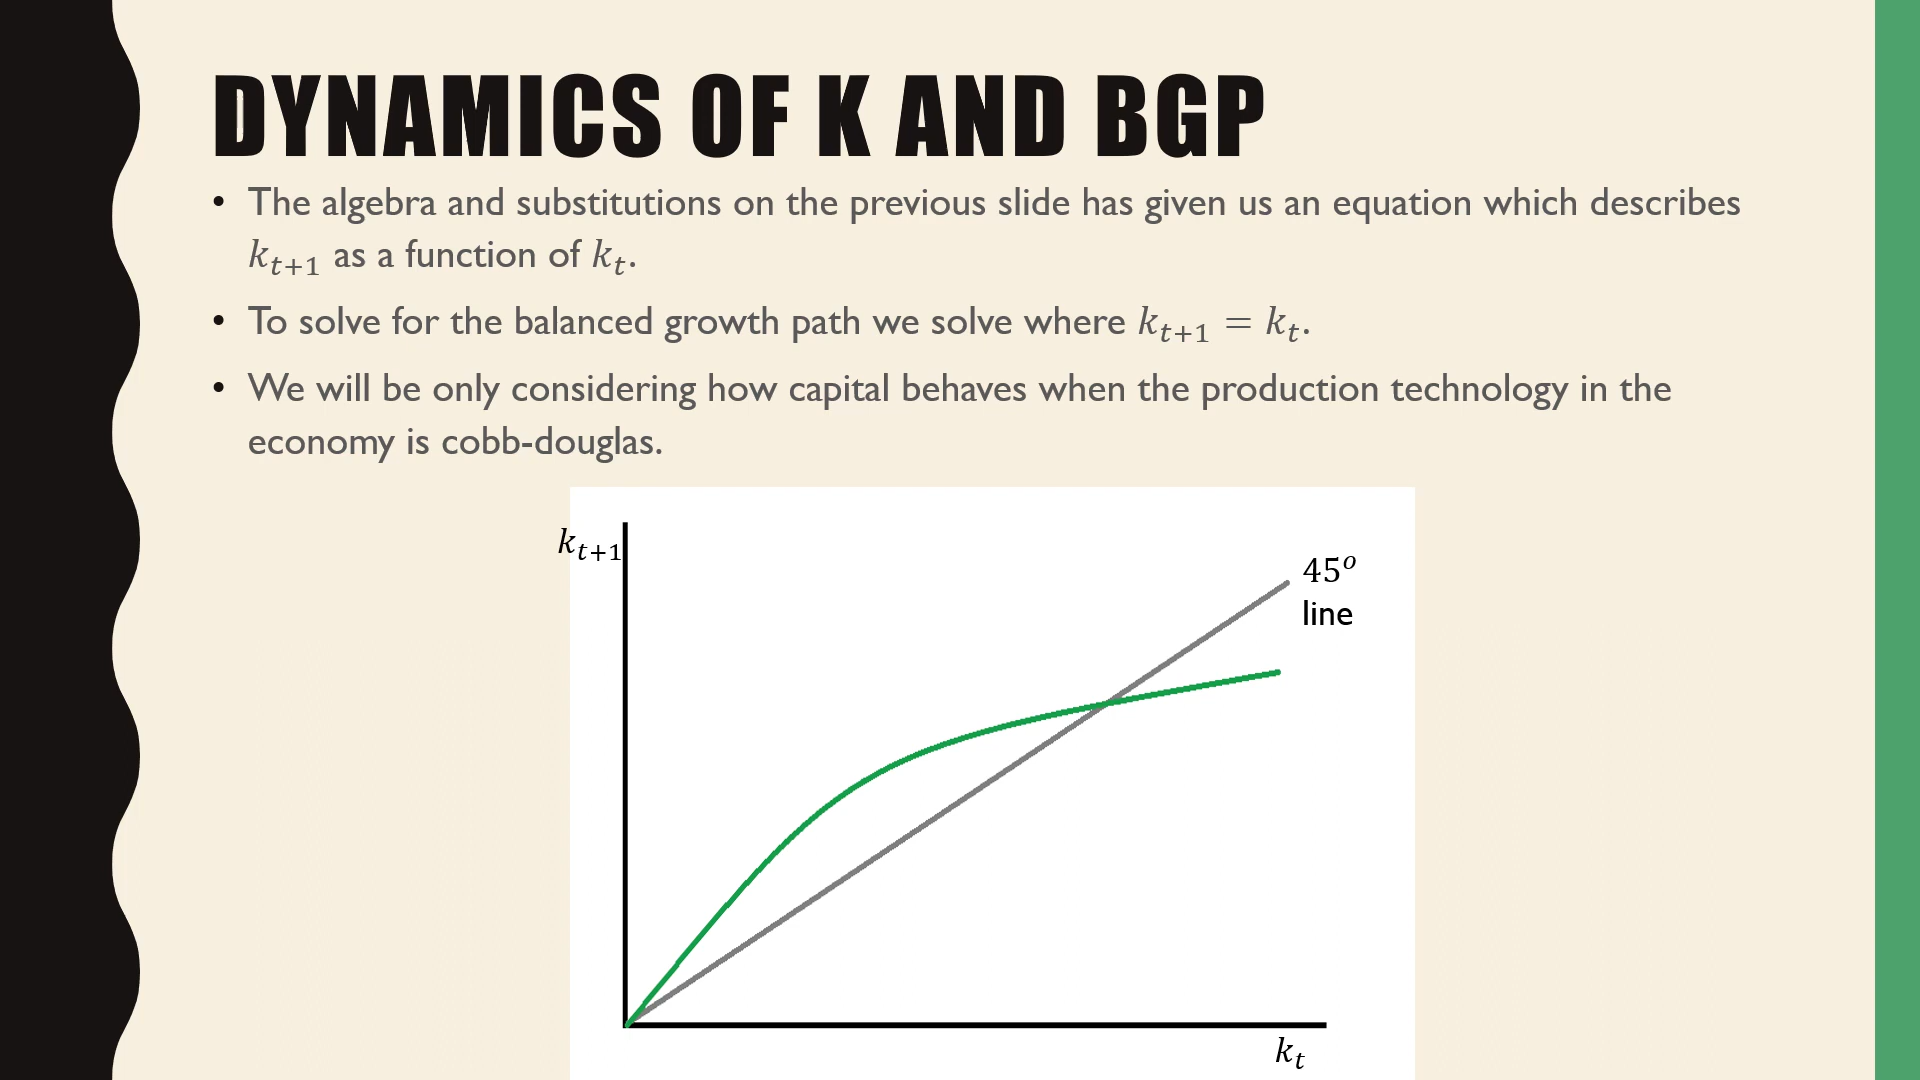 DYNAMICS OF K AND BGP
• The algebra and substitutions on the previous slide has given us an equation which describes
k_{t+1} as a function of k_t.
• To solve for the balanced growth path we solve where k_{t+1} = k_t.
• We will be only considering how capital behaves when the production technology in the
economy is cobb-douglas.
k_{t+1}
45^o
line
k_t